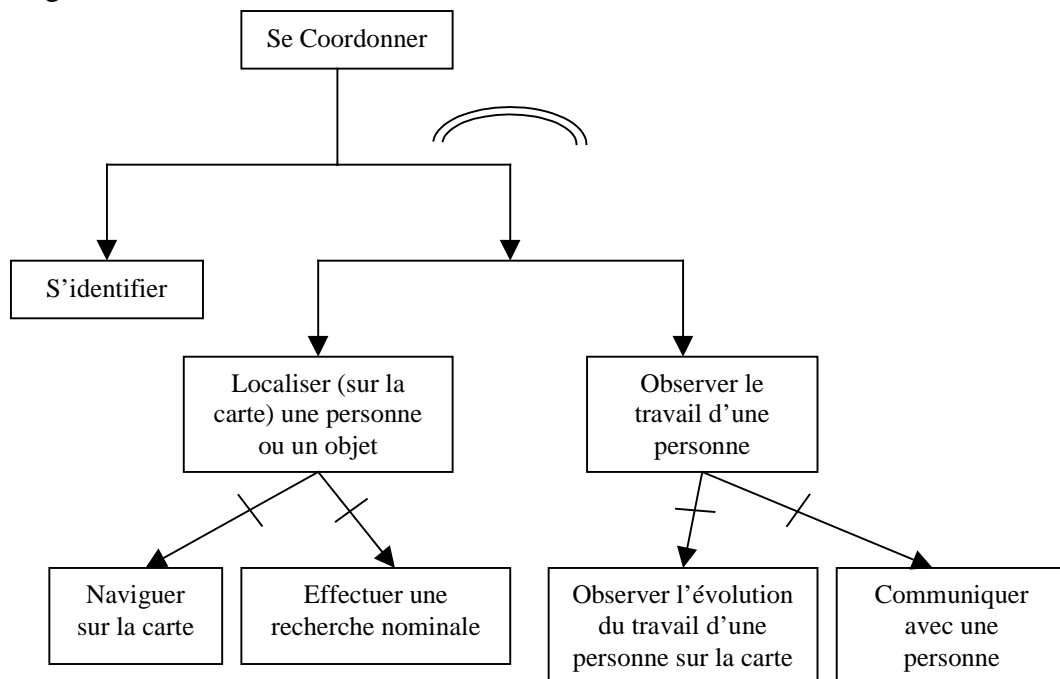 Se Coordonner
S’identifier
Localiser (sur la
carte) une personne
ou un objet
Observer le
travail d’une
personne
Naviguer
sur la carte
Effectuer une
recherche nominale
Observer l’évolution
du travail d’une
personne sur la carte
Communiquer
avec une
personne